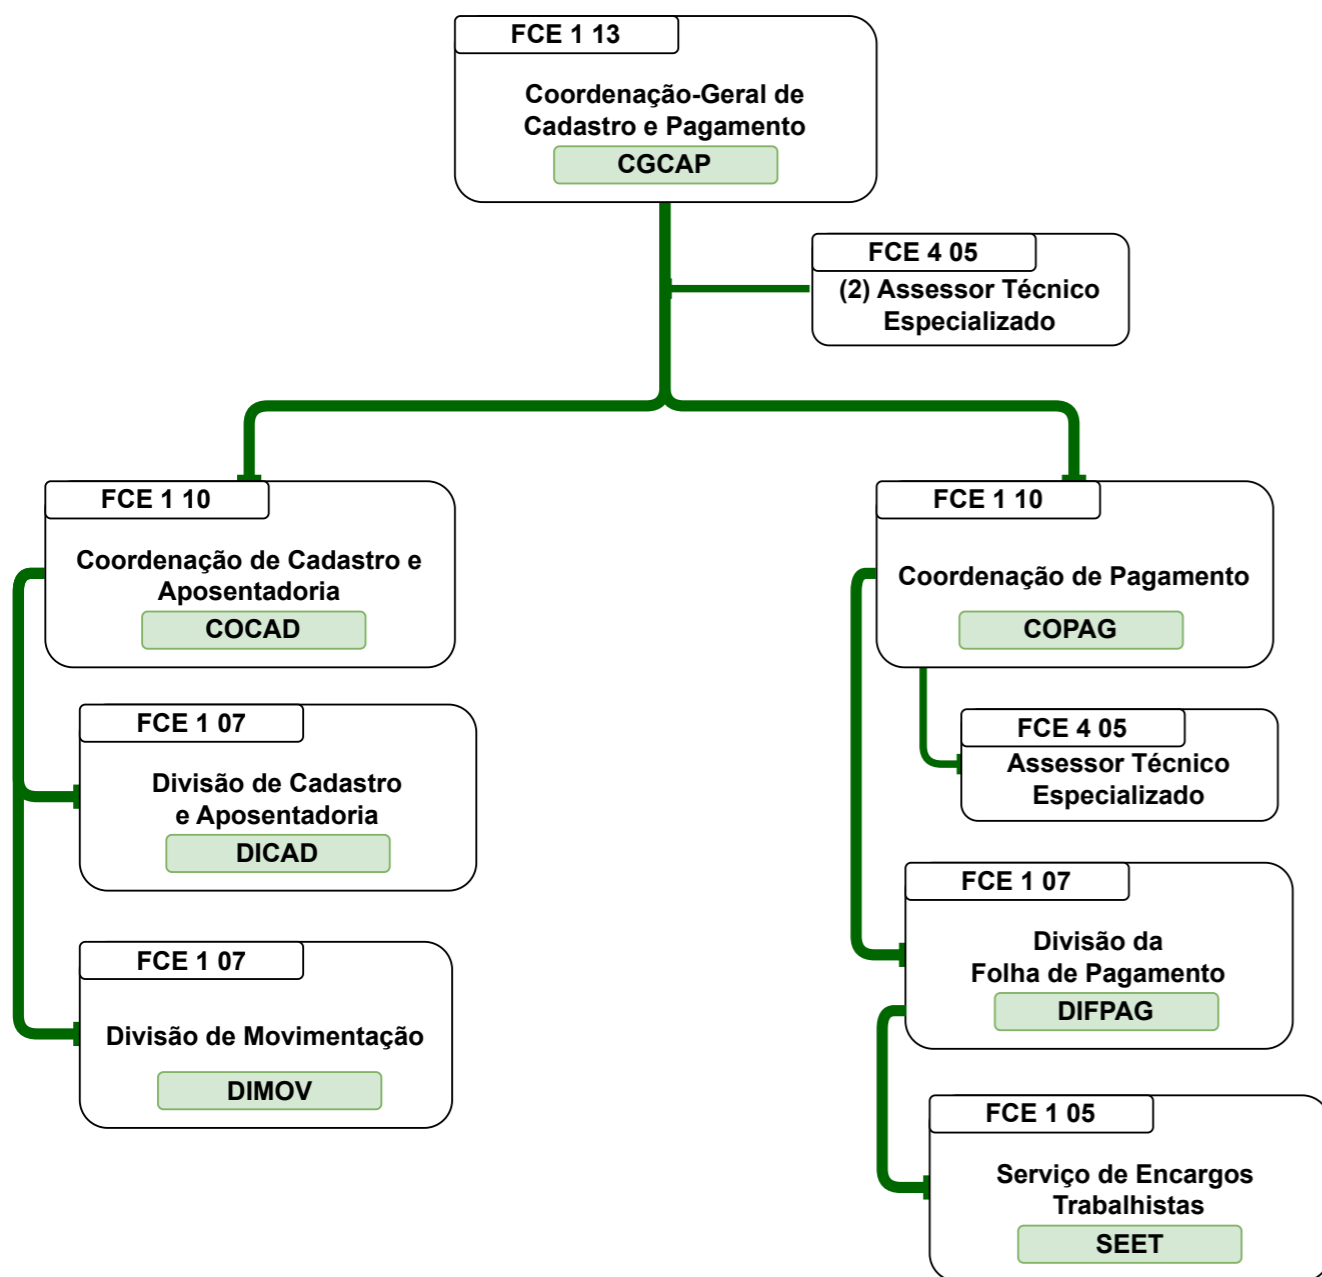 FCE 1 13
Coordenação-Geral de
Cadastro e Pagamento
CGCAP
FCE 4 05
(2) Assessor Técnico
Especializado
FCE 1 10
Coordenação de Cadastro e
Aposentadoria
COCAD
FCE 1 07
Divisão de Cadastro
e Aposentadoria
DICAD
FCE 1 07
Divisão de Movimentação
DIMOV
FCE 1 10
Coordenação de Pagamento
COPAG
FCE 4 05
Assessor Técnico
Especializado
FCE 1 07
Divisão da
Folha de Pagamento
DIFPAG
FCE 1 05
Serviço de Encargos
Trabalhistas
SEET